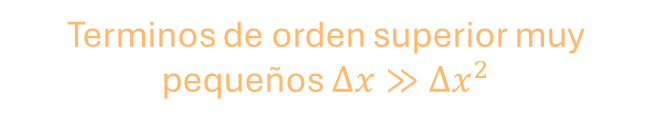 Terminos de orden superior muy
pequeños Δ𝑥 ≫ Δ𝑥²